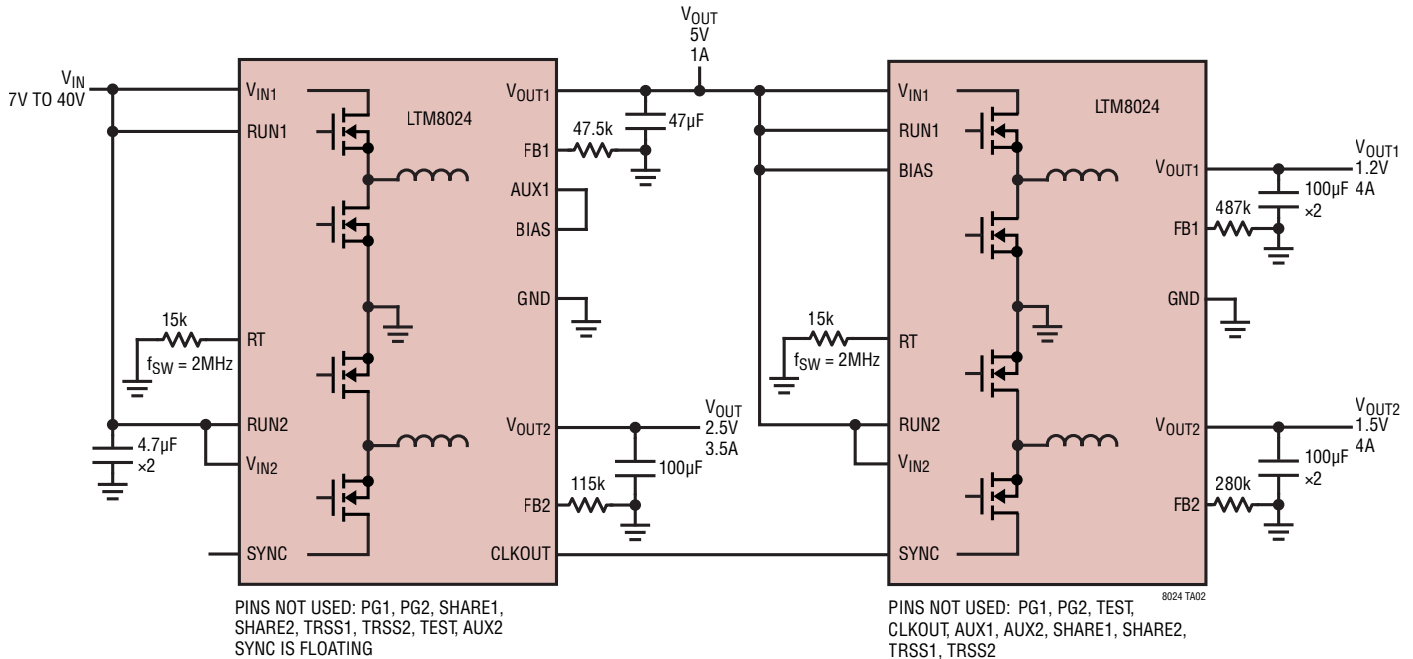 VOUT
5V
1A
VIN
7V TO 40V
VIN1
RUN1
LTM8024
VOUT1
47.5k
47µF
FB1
AUX1
BIAS
GND
15k
RT
fSW = 2MHz
RUN2
4.7µF
×2
VIN2
VOUT2
VOUT
2.5V
3.5A
100µF
115k
FB2
SYNC
CLKOUT
PINS NOT USED: PG1, PG2, SHARE1,
SHARE2, TRSS1, TRSS2, TEST, AUX2
SYNC IS FLOATING
VIN1
RUN1
BIAS
LTM8024
VOUT1
VOUT1
1.2V
4A
100µF
×2
487k
FB1
GND
15k
RT
fSW = 2MHz
RUN2
VIN2
VOUT2
VOUT2
1.5V
4A
100µF
×2
280k
FB2
SYNC
8024 TA02
PINS NOT USED: PG1, PG2, TEST,
CLKOUT, AUX1, AUX2, SHARE1, SHARE2,
TRSS1, TRSS2